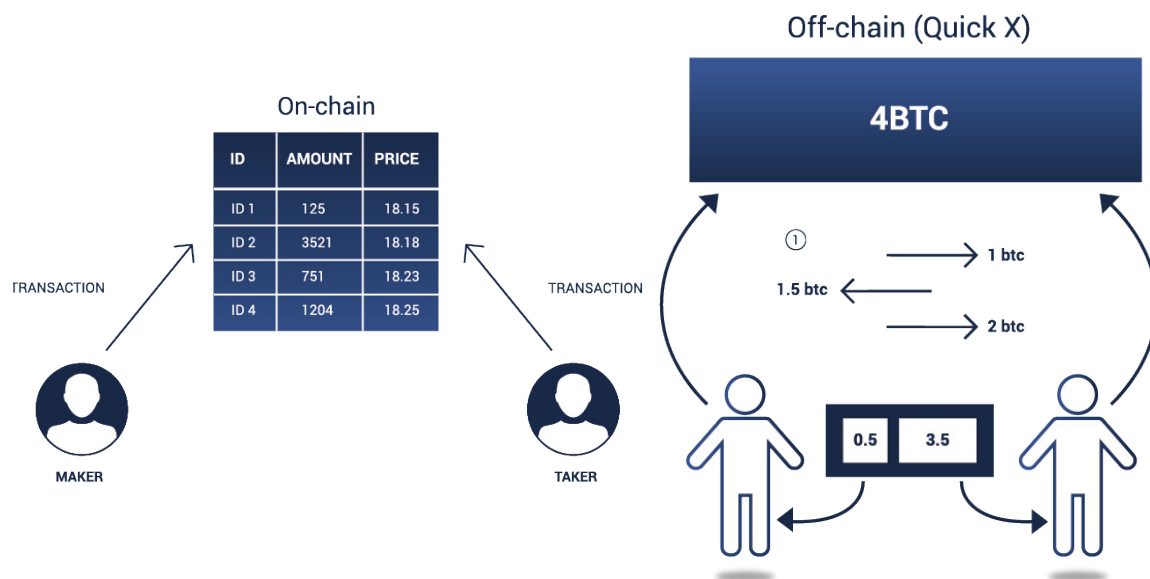 Off-chain (Quick X)
4BTC
On-chain
ID AMOUNT PRICE
ID 1 125 18.15
ID 2 3521 18.18
ID 3 751 18.23
ID 4 1204 18.25
TRANSACTION
TRANSACTION
MAKER
TAKER
1
1 btc
1.5 btc
2 btc
0.5 3.5